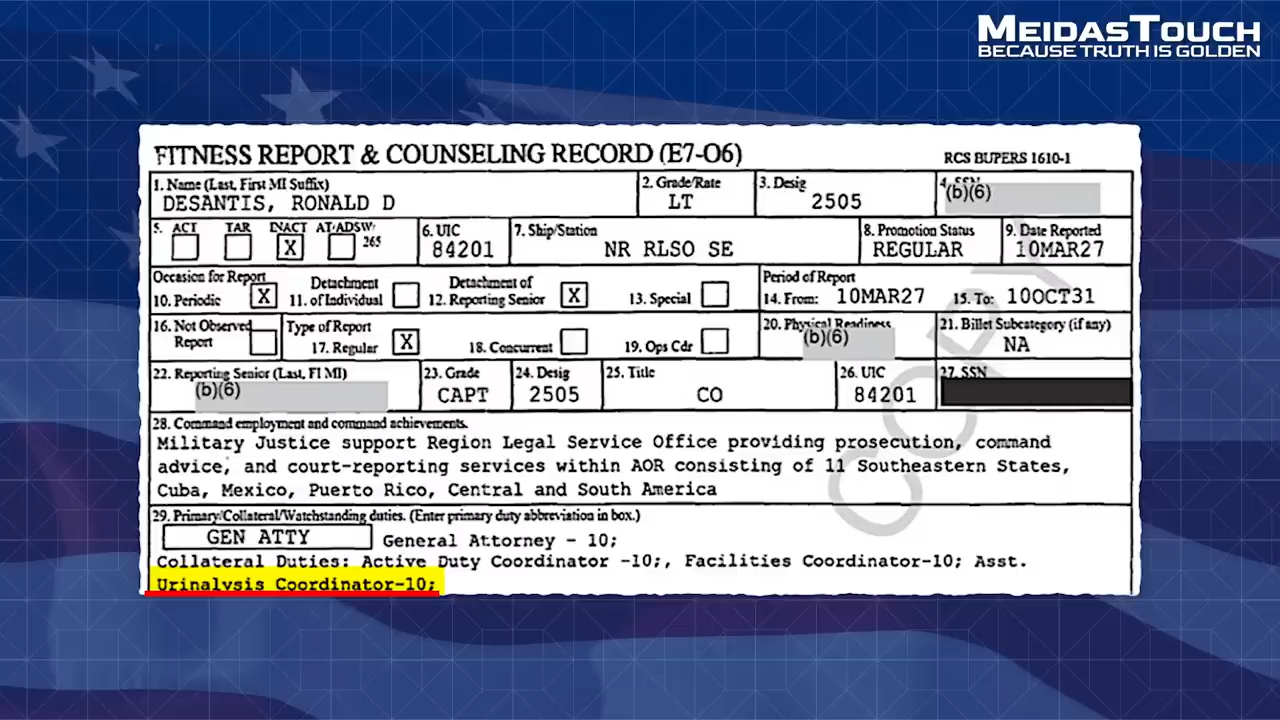 MEIDASTOUCH
BECAUSE TRUTH IS GOLDEN
FITNESS REPORT & COUNSELING RECORD (E7-O6)
RCS BUPERS 1610-1
1. Name (Last, First MI Suffix)
DESANTIS, RONALD D
2. Grade/Rate
LT
3. Desig
2505
4. SSN
(b)(6)
5. ACT TAR INACT AT/ADSW/ 265
X
6. UIC
84201
7. Ship/Station
NR RLSO SE
8. Promotion Status
REGULAR
9. Date Reported
10MAR27
Occasion for Report
10. Periodic X
Detachment
11. of Individual
Detachment of
12. Reporting Senior X
13. Special
Period of Report
14. From: 10MAR27 15. To: 10OCT31
16. Not Observed
Report
Type of Report
17. Regular X
18. Concurrent
19. Ops Cdr
20. Physical Readiness
(b)(6)
21. Billet Subcategory (if any)
NA
22. Reporting Senior (Last, FI MI)
(b)(6)
23. Grade
CAPT
24. Desig
2505
25. Title
CO
26. UIC
84201
27. SSN
28. Command employment and command achievements.
Military Justice support Region Legal Service Office providing prosecution, command
advice, and court-reporting services within AOR consisting of 11 Southeastern States,
Cuba, Mexico, Puerto Rico, Central and South America
29. Primary/Collateral/Watchstanding duties. (Enter primary duty abbreviation in box.)
GEN ATTY General Attorney - 10;
Collateral Duties: Active Duty Coordinator -10;, Facilities Coordinator-10; Asst.
Urinalysis Coordinator-10;
COPY